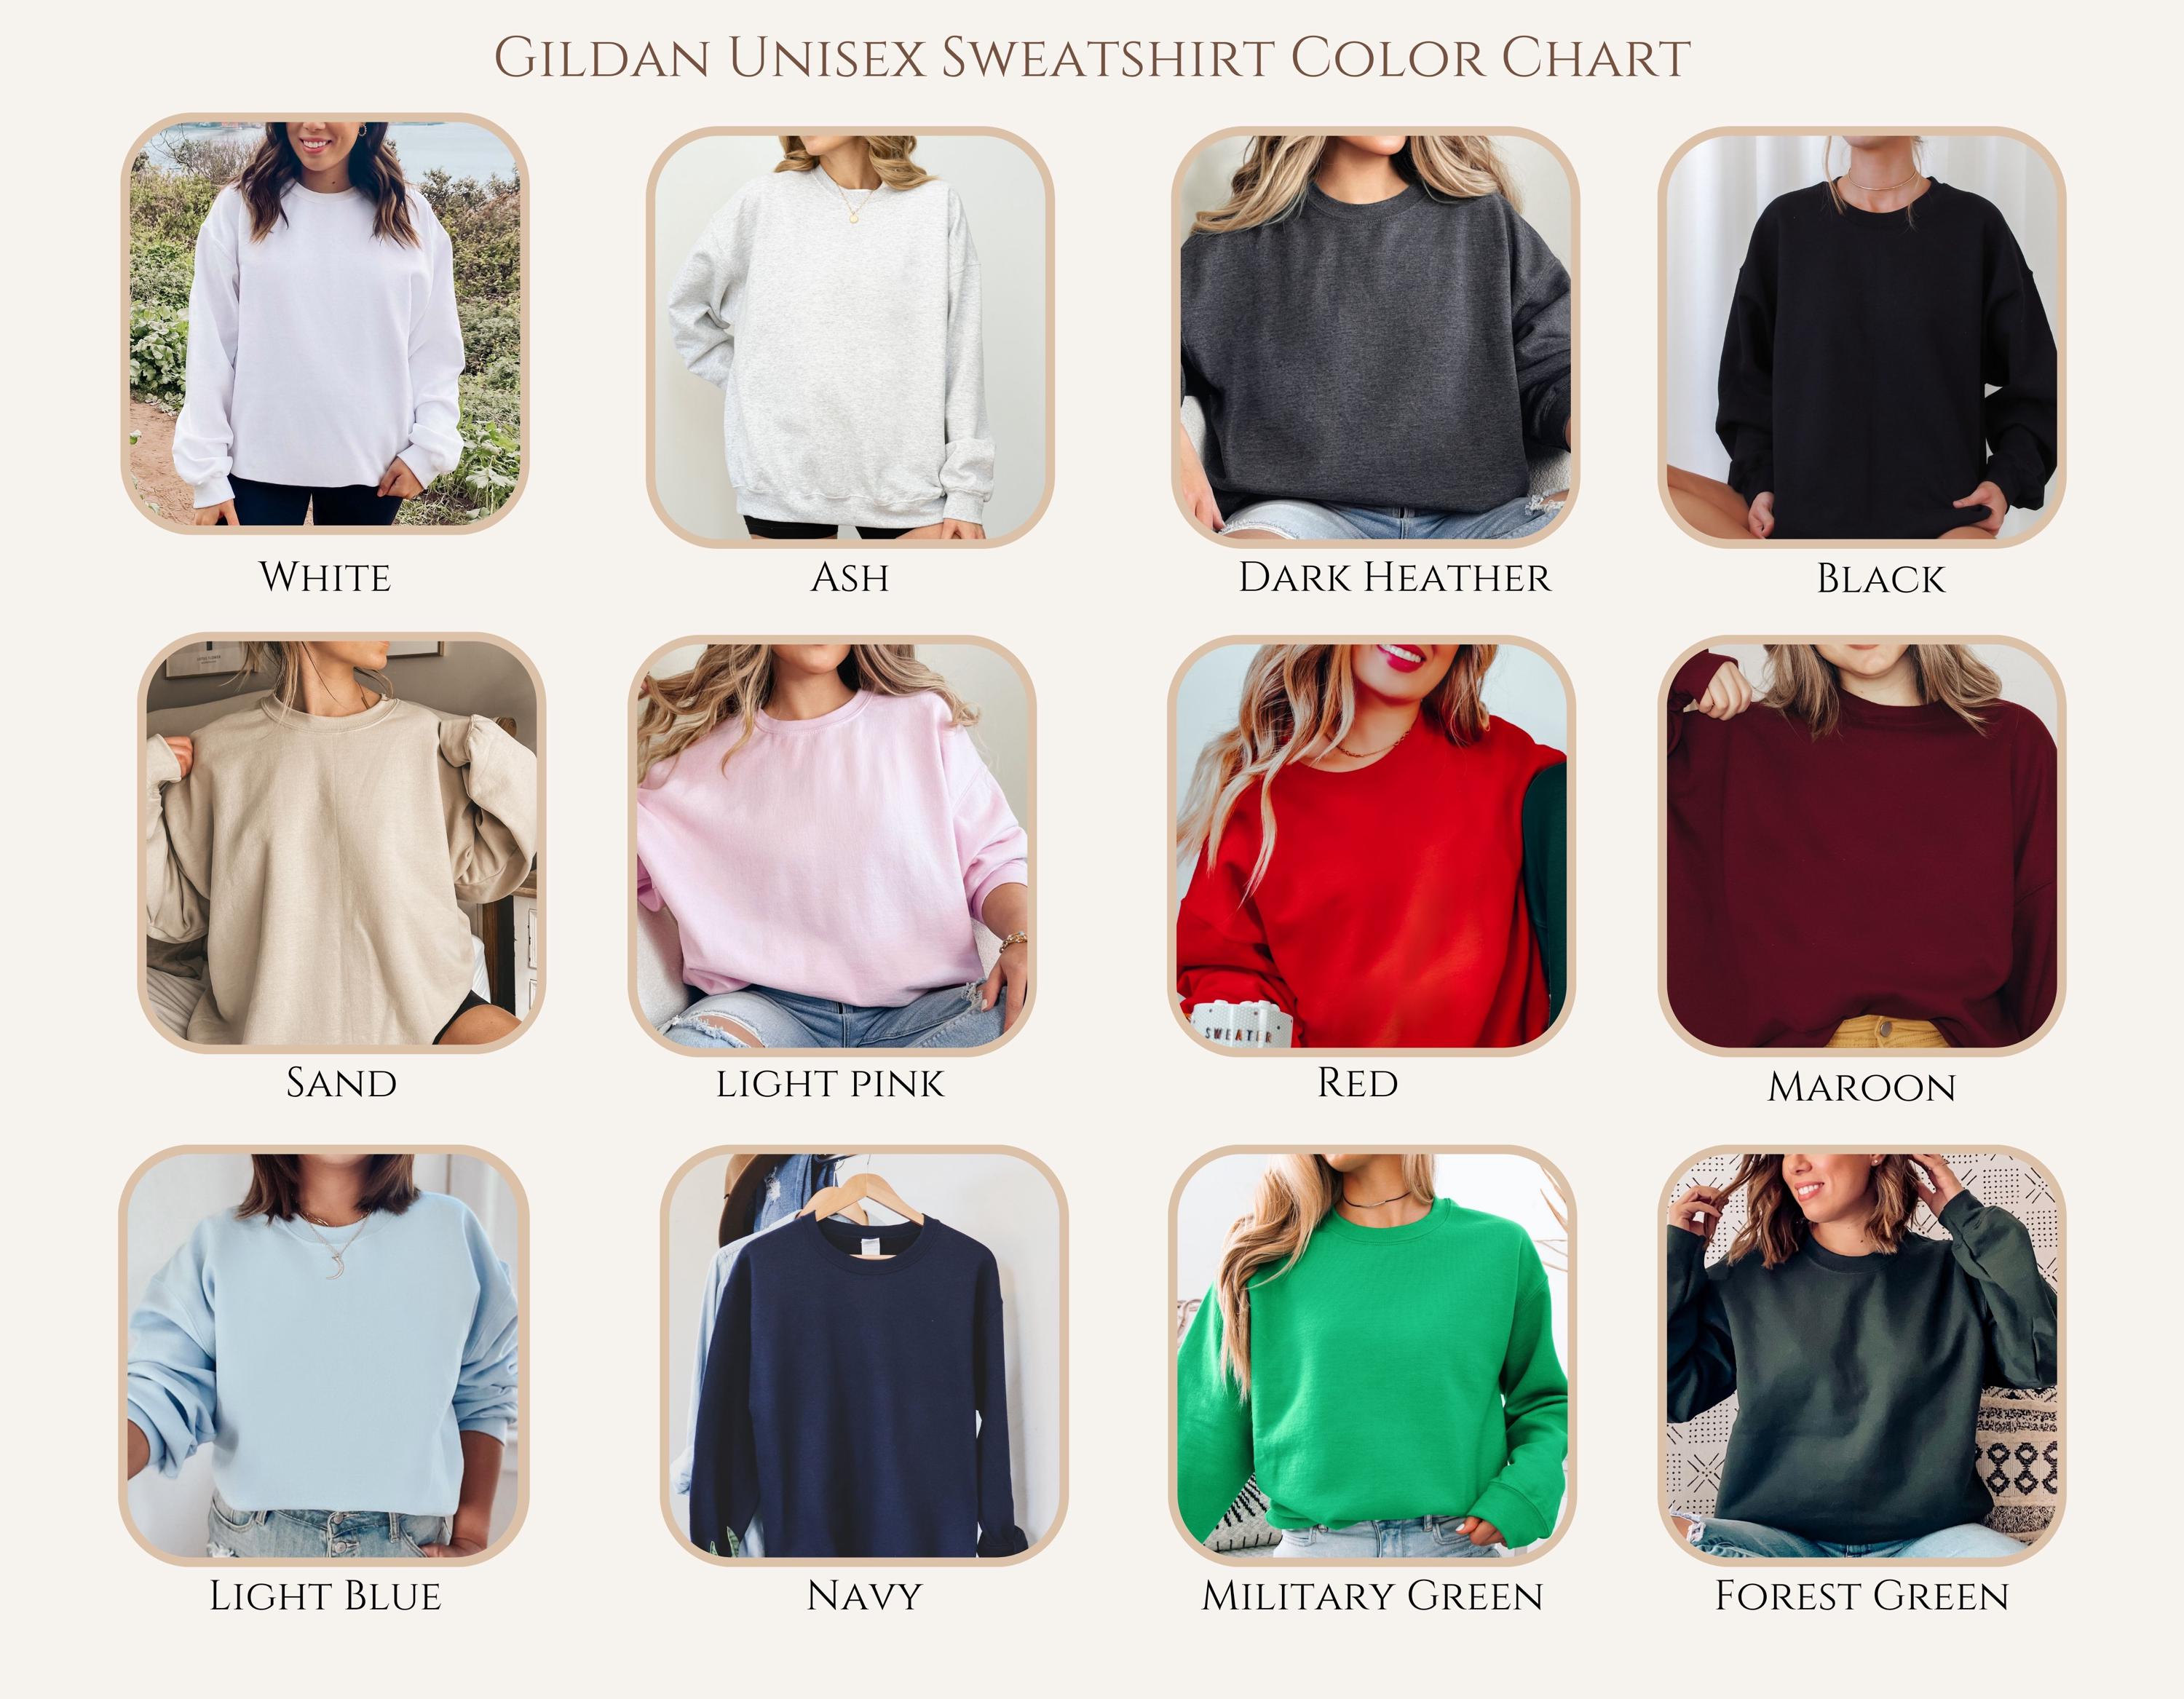 Gildan Unisex Sweatshirt Color Chart
White
Ash
Dark Heather
Black
Sand
light pink
Red
Maroon
SWEATER
Light Blue
Navy
Military Green
Forest Green